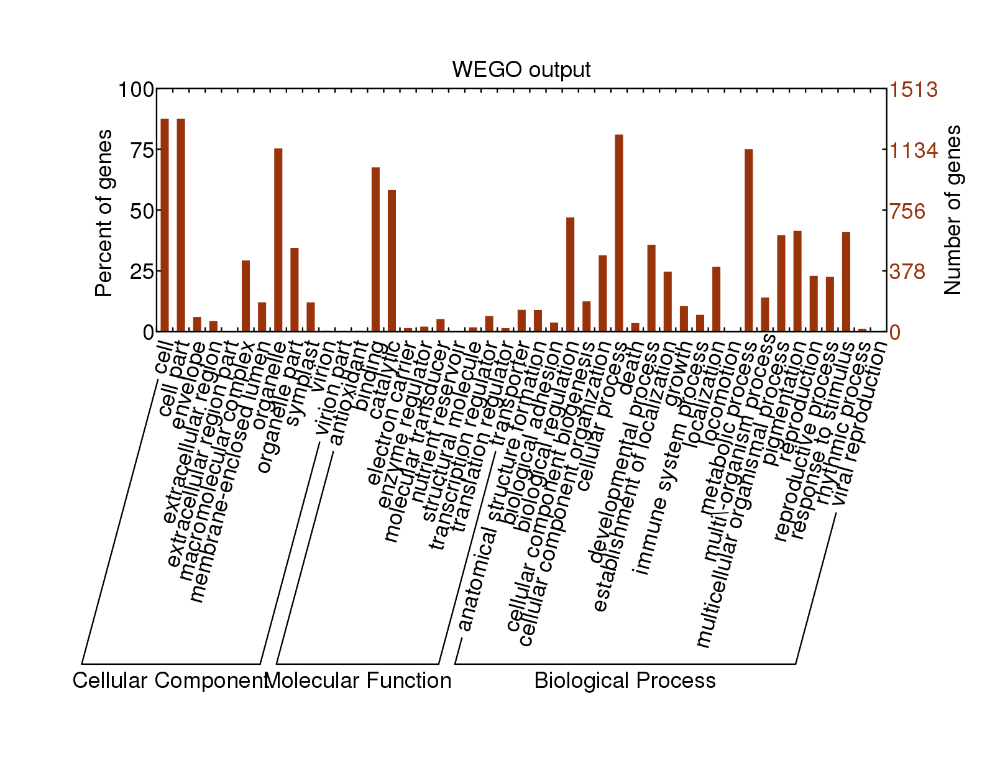 WEGO output
100
75
50
25
0
Percent of genes
1513
1134
756
378
0
Number of genes
cell
cell part
envelope
extracellular region
extracellular region part
macromolecular complex
membrane-enclosed lumen
organelle
organelle part
symplast
virion
virion part
antioxidant
binding
catalytic
electron carrier
enzyme regulator
molecular transducer
nutrient reservoir
structural molecule
transcription regulator
translation regulator
transporter
anatomical structure formation
biological adhesion
biological regulation
cellular component biogenesis
cellular component organization
cellular process
death
developmental process
establishment of localization
growth
immune system process
localization
locomotion
metabolic process
multi\-organism process
multicellular organismal process
pigmentation
reproduction
reproductive process
response to stimulus
rhythmic process
viral reproduction
Cellular Component
Molecular Function
Biological Process